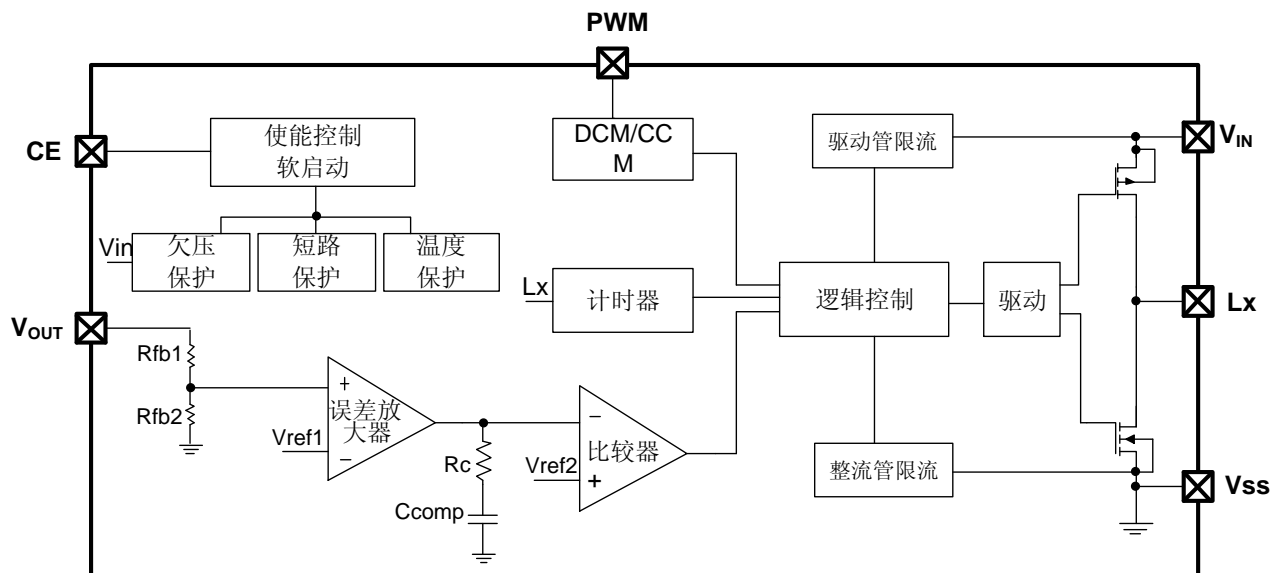 PWM
CE
使能控制
软启动
DCM/CC
M
驱动管限流
VIN
Vin
欠压
保护
短路
保护
温度
保护
Lx
计时器
逻辑控制
驱动
Lx
VOUT
Rfb1
Rfb2
+
误差放
大器
Vref1
−
Rc
Ccomp
−
比较器
Vref2
+
整流管限流
Vss